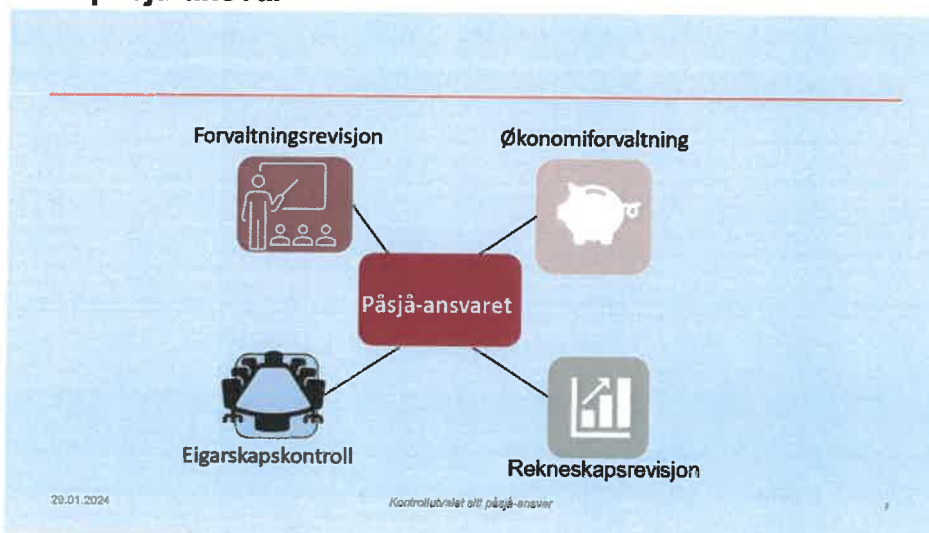 Forvaltningsrevisjon
Økonomiforvaltning
Påsjå-ansvaret
Eigarskapskontroll
Rekneskapsrevisjon
29.01.2024
Kontrollutvalet sitt påsjå-ansvar